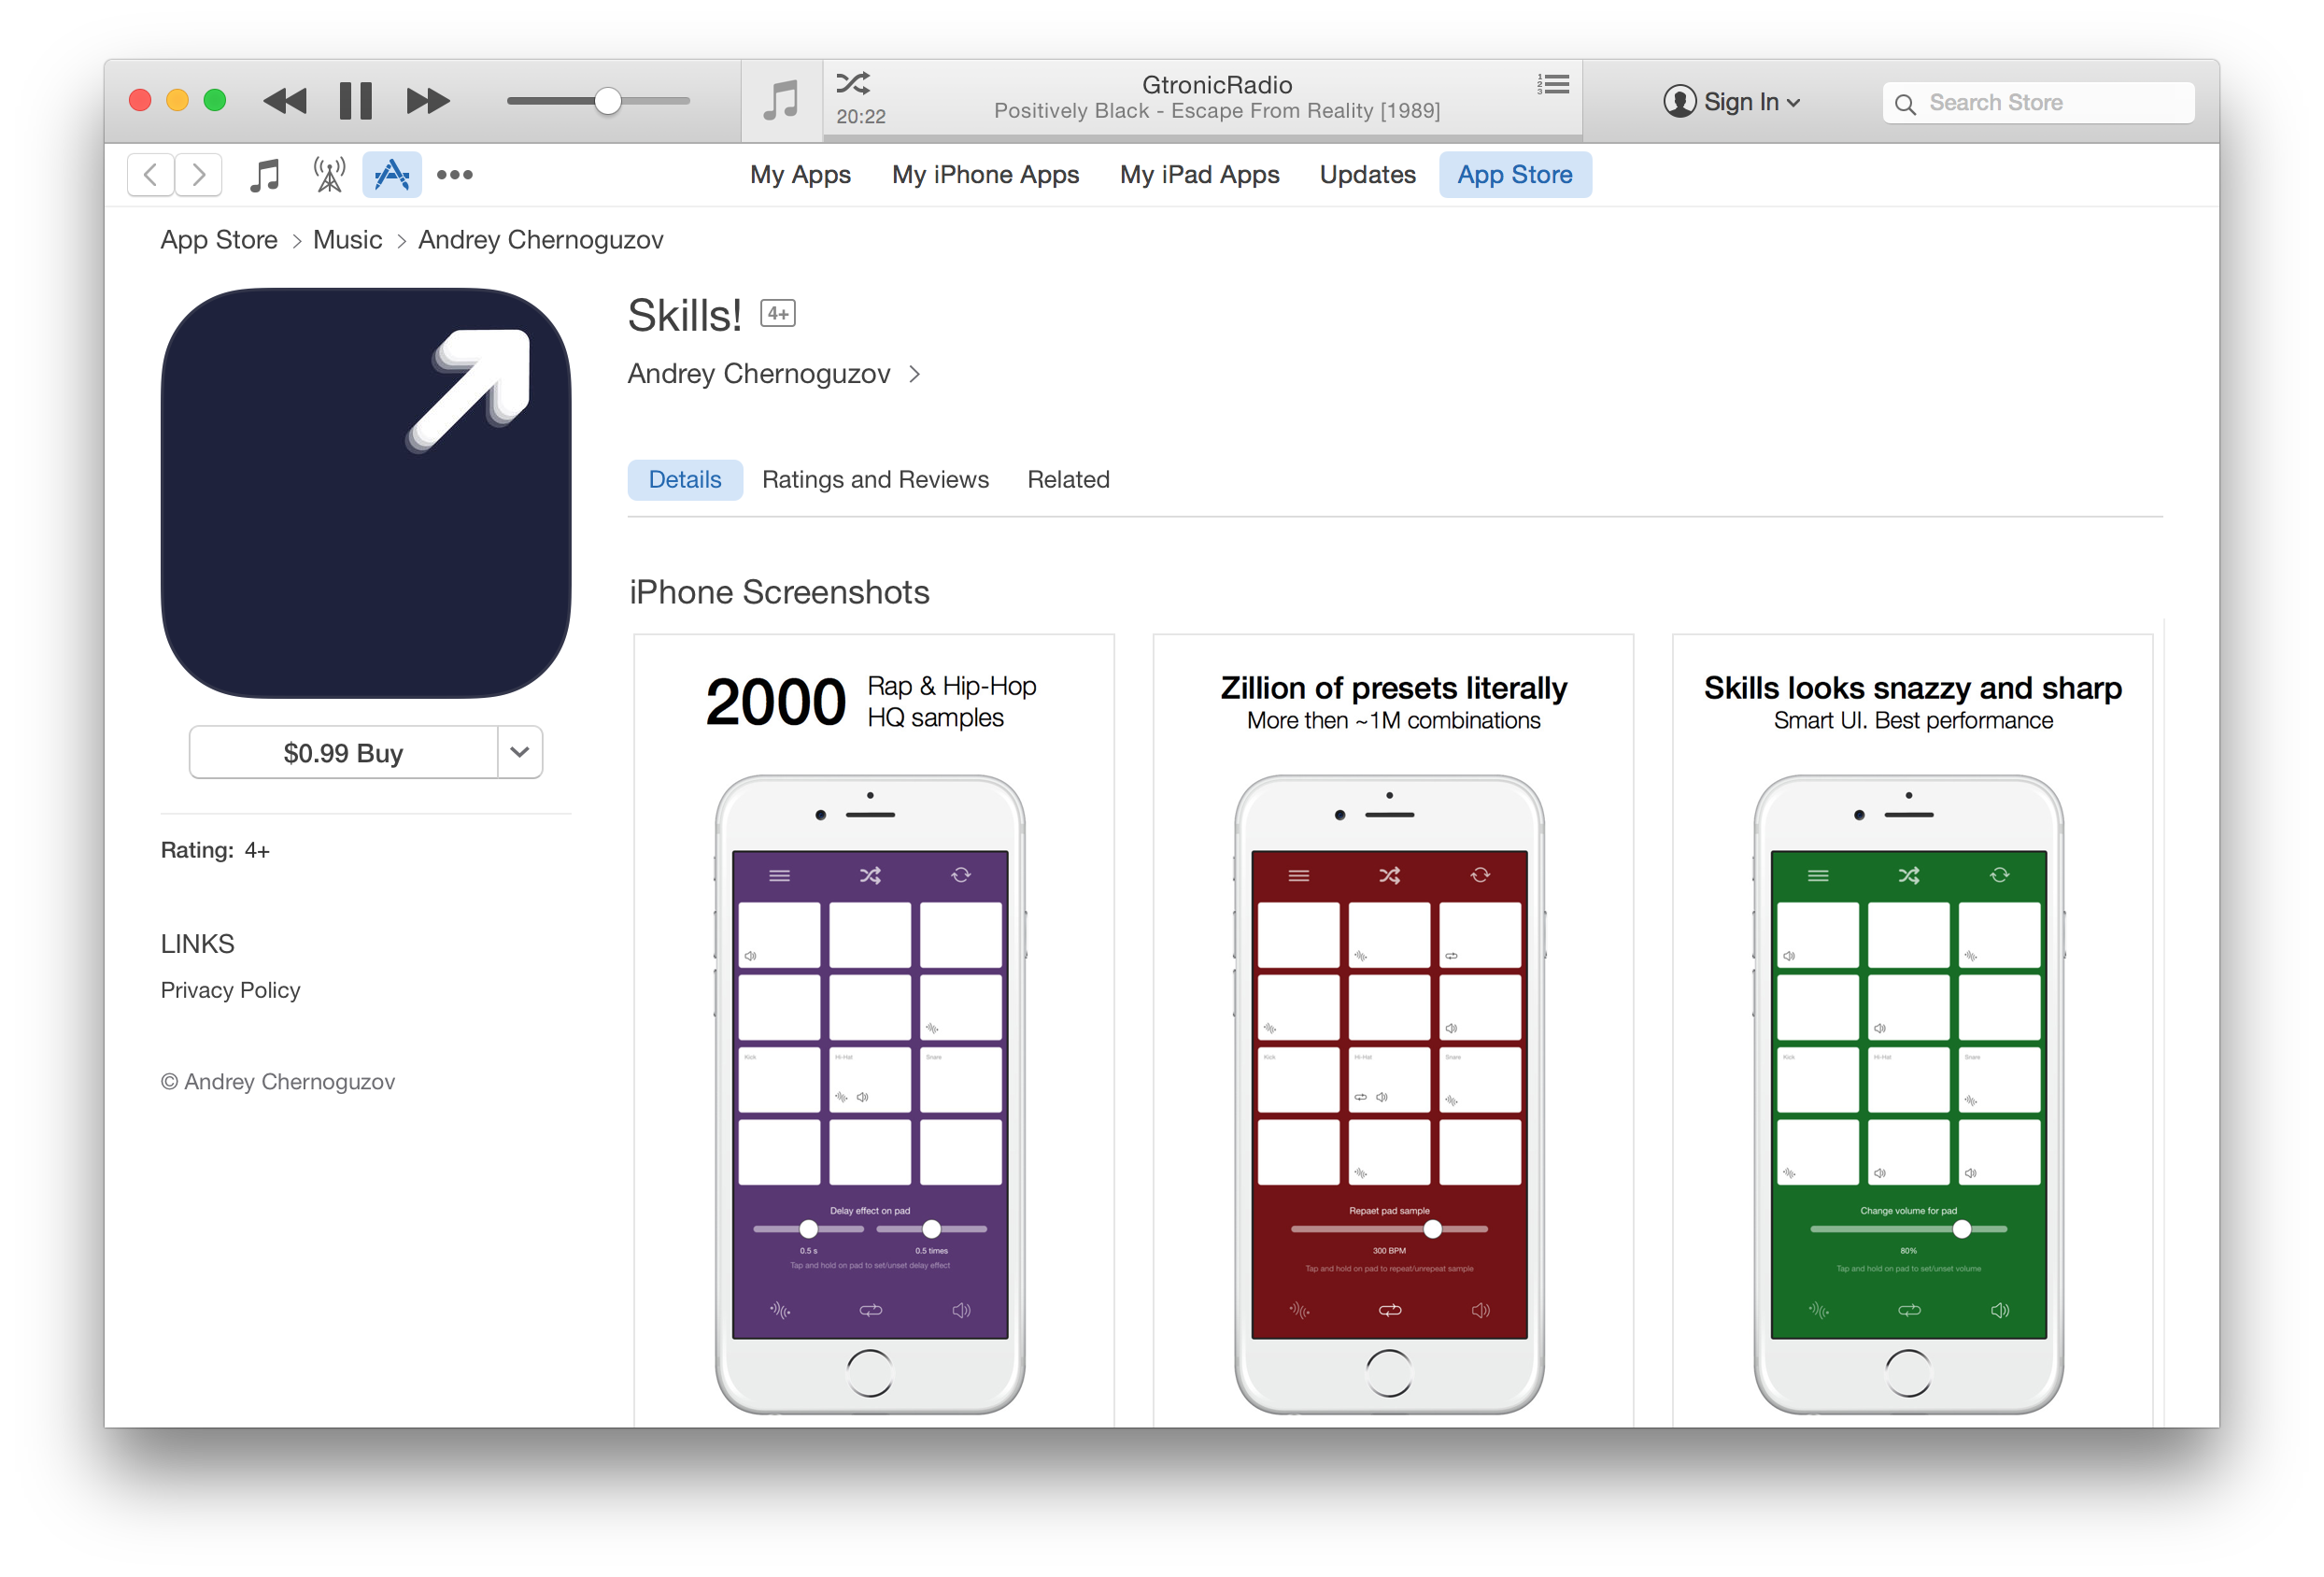 GtronicRadio
20:22
Positively Black - Escape From Reality [1989]
Sign In
Search Store
My Apps
My iPhone Apps
My iPad Apps
Updates
App Store
App Store > Music > Andrey Chernoguzov
Skills! 4+
Andrey Chernoguzov >
Details
Ratings and Reviews
Related
$0.99 Buy
Rating: 4+
LINKS
Privacy Policy
© Andrey Chernoguzov
iPhone Screenshots
2000
Rap & Hip-Hop
HQ samples
Kick
Hi-Hat
Snare
Delay effect on pad
0.5 s
0.5 times
Tap and hold on pad to set/unset delay effect
Zillion of presets literally
More then ~1M combinations
Kick
Hi-Hat
Snare
Repaet pad sample
300 BPM
Tap and hold on pad to repeat/unrepeat sample
Skills looks snazzy and sharp
Smart UI. Best performance
Kick
Hi-Hat
Snare
Change volume for pad
80%
Tap and hold on pad to set/unset volume